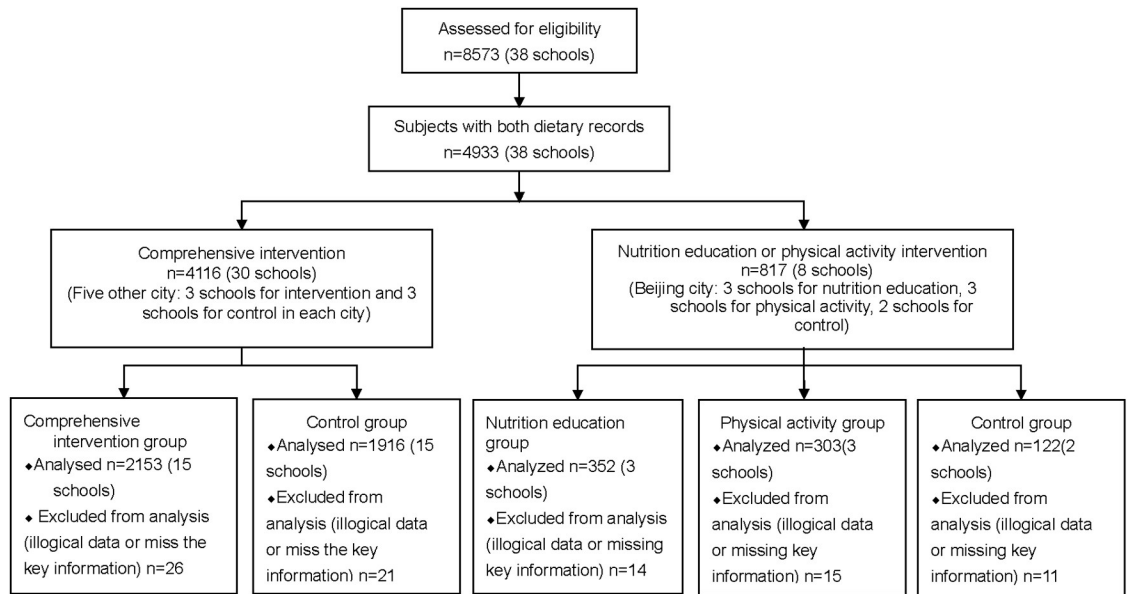 Assessed for eligibility
n=8573 (38 schools)
Subjects with both dietary records
n=4933 (38 schools)
Comprehensive intervention
n=4116 (30 schools)
(Five other city: 3 schools for intervention and 3
schools for control in each city)
Nutrition education or physical activity intervention
n=817 (8 schools)
(Beijing city: 3 schools for nutrition education, 3
schools for physical activity, 2 schools for
control)
Comprehensive
intervention group
◆Analysed n=2153 (15
schools)
◆ Excluded from analysis
(illogical data or miss the
key information) n=26
Control group
◆Analysed n=1916 (15
schools)
◆Excluded from
analysis (illogical data
or miss the key
information) n=21
Nutrition education
group
◆Analyzed n=352 (3
schools)
◆Excluded from analysis
(illogical data or missing
key information) n=14
Physical activity group
◆Analyzed n=303(3
schools)
◆Excluded from
analysis (illogical data
or missing key
information) n=15
Control group
◆Analyzed n=122(2
schools)
◆Excluded from
analysis (illogical data
or missing key
information) n=11